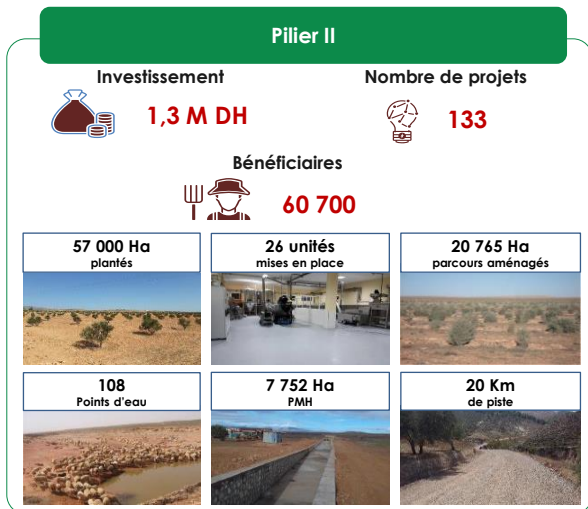 Pilier II
Investissement
1,3 M DH
Nombre de projets
133
Bénéficiaires
60 700
57 000 Ha
plantés
26 unités
mises en place
20 765 Ha
parcours aménagés
108
Points d'eau
7 752 Ha
PMH
20 Km
de piste